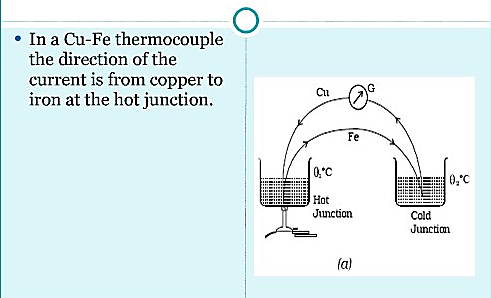 • In a Cu-Fe thermocouple
the direction of the
current is from copper to
iron at the hot junction.
Cu
G
Fe
θ₁°C
θ₂°C
Hot
Junction
Cold
Junction
(a)